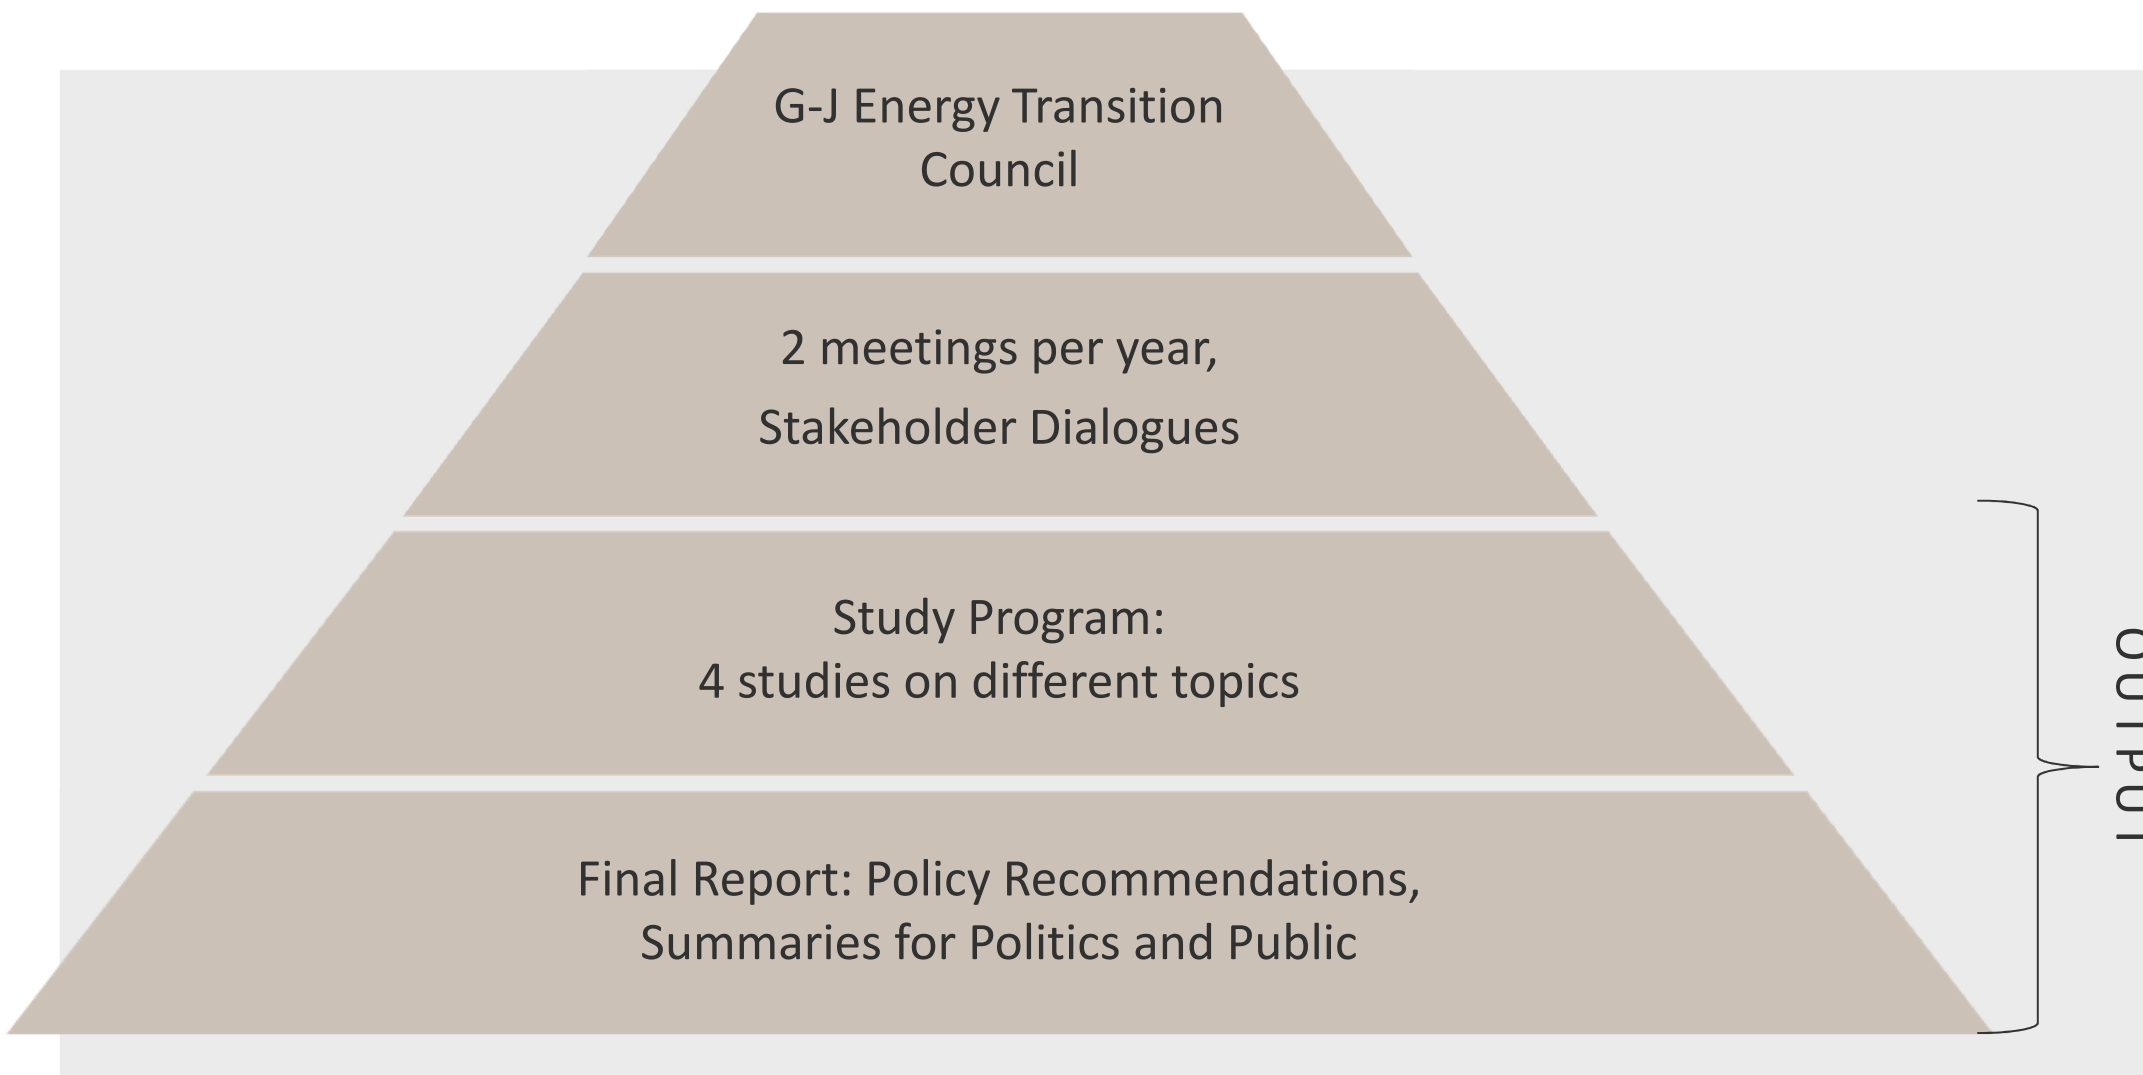 G-J Energy Transition
Council
2 meetings per year,
Stakeholder Dialogues
Study Program:
4 studies on different topics
Final Report: Policy Recommendations,
Summaries for Politics and Public
OUTPUT